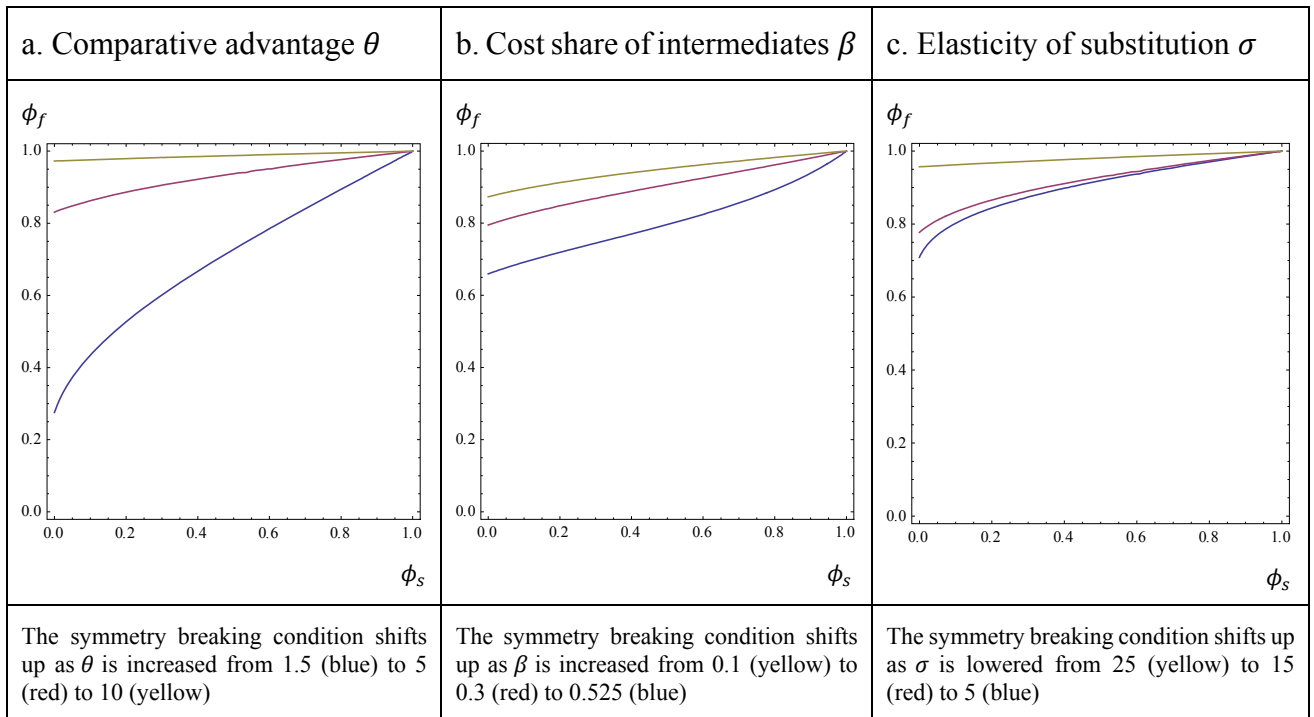 a. Comparative advantage θ
b. Cost share of intermediates β
c. Elasticity of substitution σ
ϕf
1.0
0.8
0.6
0.4
0.2
0.0
0.0 0.2 0.4 0.6 0.8 1.0
ϕs
ϕf
1.0
0.8
0.6
0.4
0.2
0.0
0.0 0.2 0.4 0.6 0.8 1.0
ϕs
ϕf
1.0
0.8
0.6
0.4
0.2
0.0
0.0 0.2 0.4 0.6 0.8 1.0
ϕs
The symmetry breaking condition shifts
up as θ is increased from 1.5 (blue) to 5
(red) to 10 (yellow)
The symmetry breaking condition shifts
up as β is increased from 0.1 (yellow) to
0.3 (red) to 0.525 (blue)
The symmetry breaking condition shifts up
as σ is lowered from 25 (yellow) to 15
(red) to 5 (blue)